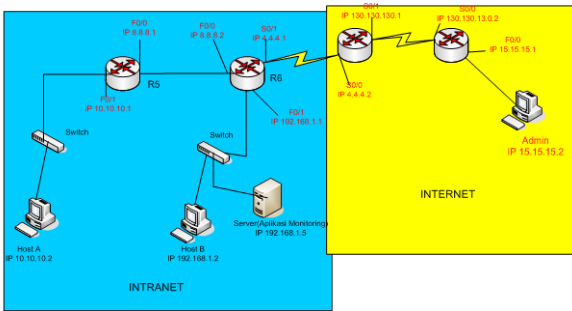 F0/0
IP 6.8.8.1
F0/0
IP 8.8.8.2
S0/1
IP 4.4.4.1
S0/1
IP 130.130.130.1
S0/0
IP 130.130.13.0.2
F0/0
IP 15.15.15.1
R5
R6
F0/1
IP 10.10.10.1
S0/0
IP 4.4.4.2
F0/1
IP 192.168.1.1
Switch
Switch
Admin
IP 15.15.15.2
Server(Aplikasi Monitoring)
IP 192.168.1.5
Host A
IP 10.10.10.2
Host B
IP 192.168.1.2
INTERNET
INTRANET